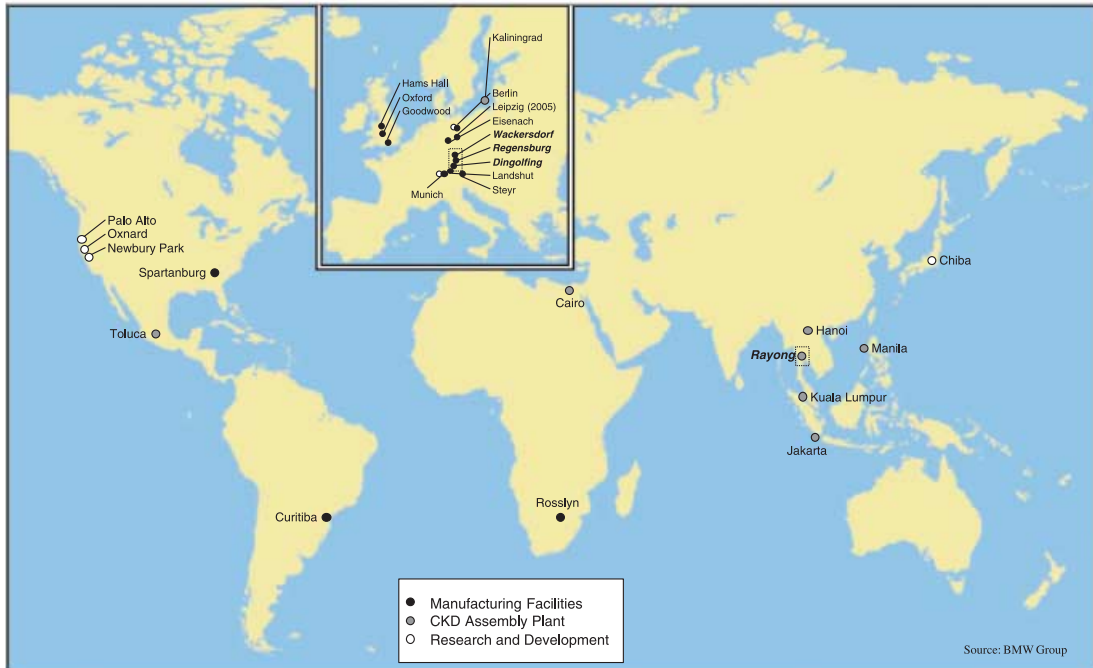 Kaliningrad
Hams Hall
Oxford
Goodwood
Berlin
Leipzig (2005)
Eisenach
Wackersdorf
Regensburg
Dingolfing
Landshut
Munich
Steyr
Palo Alto
Oxnard
Newbury Park
Spartanburg
Toluca
Cairo
Chiba
Hanoi
Manila
Rayong
Kuala Lumpur
Jakarta
Curitiba
Rosslyn
Manufacturing Facilities
CKD Assembly Plant
Research and Development
Source: BMW Group